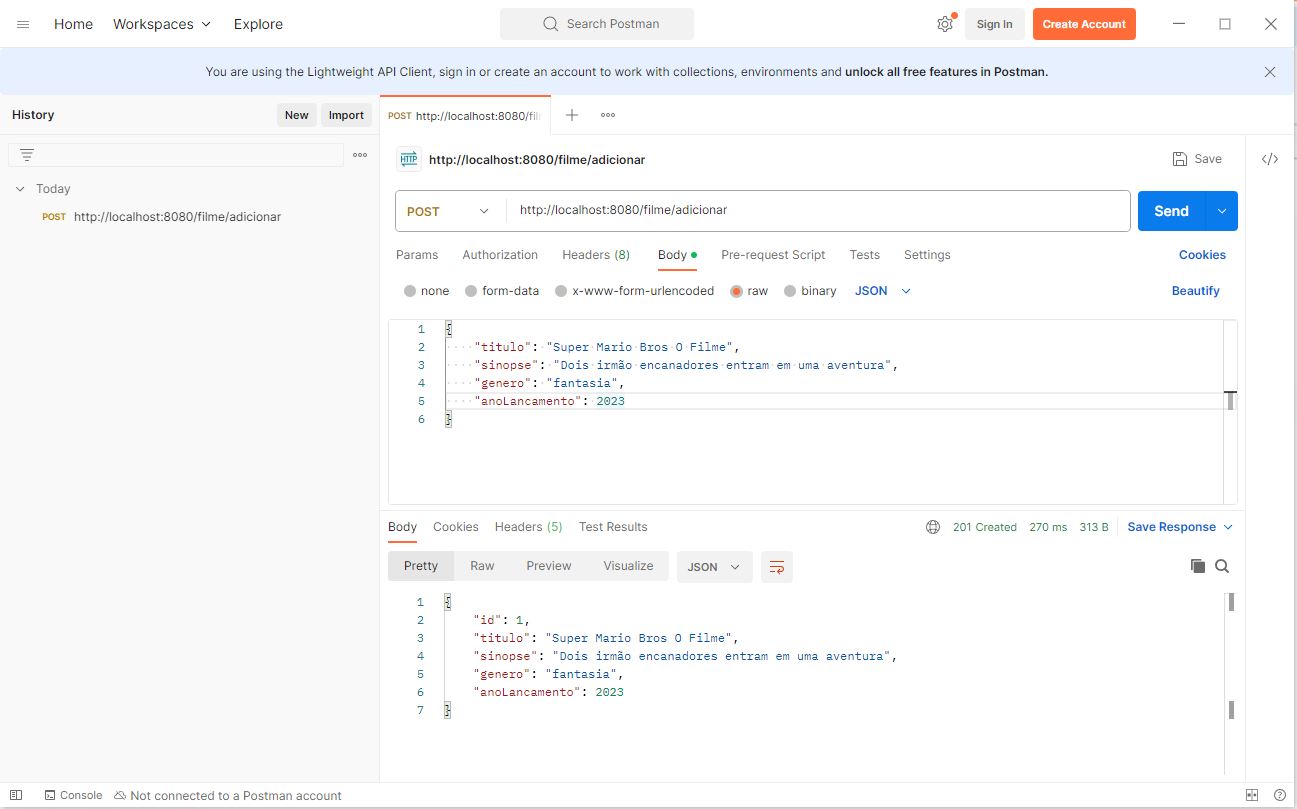 Home Workspaces Explore Search Postman Sign In Create Account
You are using the Lightweight API Client, sign in or create an account to work with collections, environments and unlock all free features in Postman.
History New Import
POST http://localhost:8080/fil
Today
POST http://localhost:8080/filme/adicionar
HTTP http://localhost:8080/filme/adicionar Save
POST http://localhost:8080/filme/adicionar Send
Params Authorization Headers (8) Body Pre-request Script Tests Settings Cookies
none form-data x-www-form-urlencoded raw binary JSON Beautify
1 {
2 "titulo": "Super Mario Bros O Filme",
3 "sinopse": "Dois irmão encanadores entram em uma aventura",
4 "genero": "fantasia",
5 "anoLancamento": 2023
6 }
Body Cookies Headers (5) Test Results 201 Created 270 ms 313 B Save Response
Pretty Raw Preview Visualize JSON
1 {
2 "id": 1,
3 "titulo": "Super Mario Bros O Filme",
4 "sinopse": "Dois irmão encanadores entram em uma aventura",
5 "genero": "fantasia",
6 "anoLancamento": 2023
7 }
Console Not connected to a Postman account